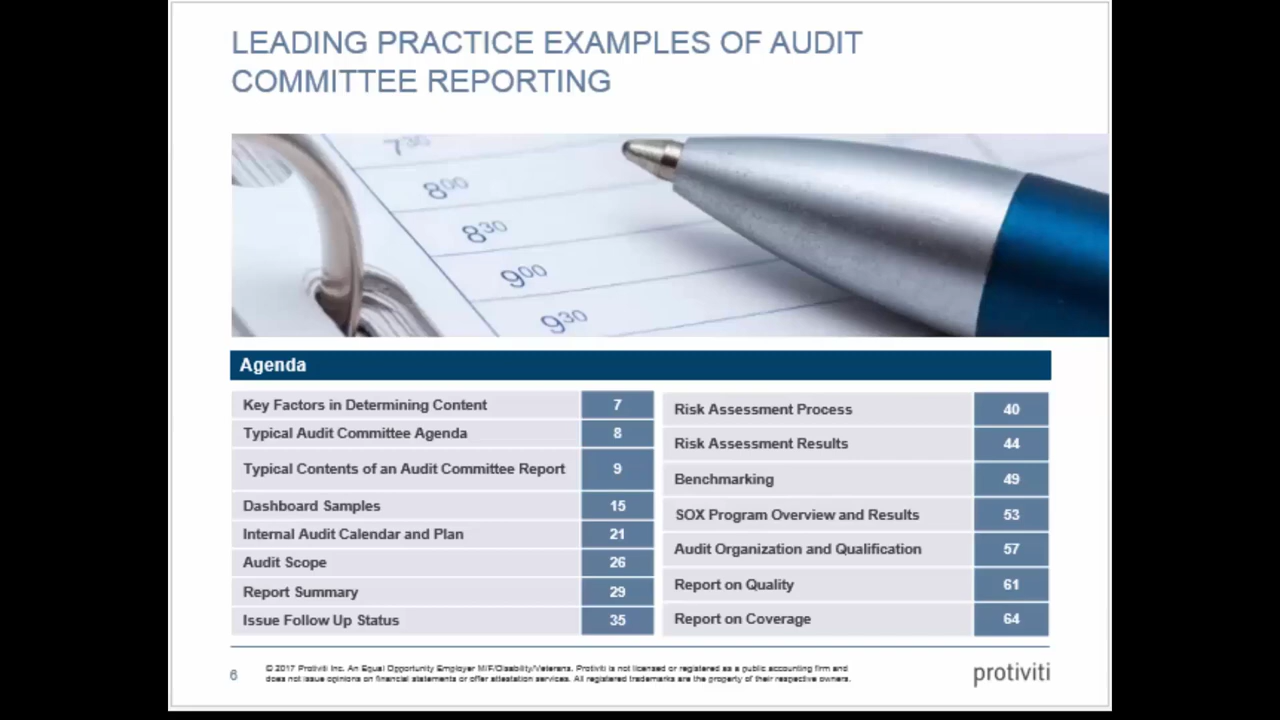 LEADING PRACTICE EXAMPLES OF AUDIT
COMMITTEE REPORTING
7³⁰
8⁰⁰
8³⁰
9⁰⁰
9³⁰
Agenda
Key Factors in Determining Content 7
Typical Audit Committee Agenda 8
Typical Contents of an Audit Committee Report 9
Dashboard Samples 15
Internal Audit Calendar and Plan 21
Audit Scope 26
Report Summary 29
Issue Follow Up Status 35
Risk Assessment Process 40
Risk Assessment Results 44
Benchmarking 49
SOX Program Overview and Results 53
Audit Organization and Qualification 57
Report on Quality 61
Report on Coverage 64
6
© 2017 Protiviti Inc. An Equal Opportunity Employer M/F/Disability/Veterans. Protiviti is not licensed or registered as a public accounting firm and
does not issue opinions on financial statements or offer attestation services. All registered trademarks are the property of their respective owners.
protiviti